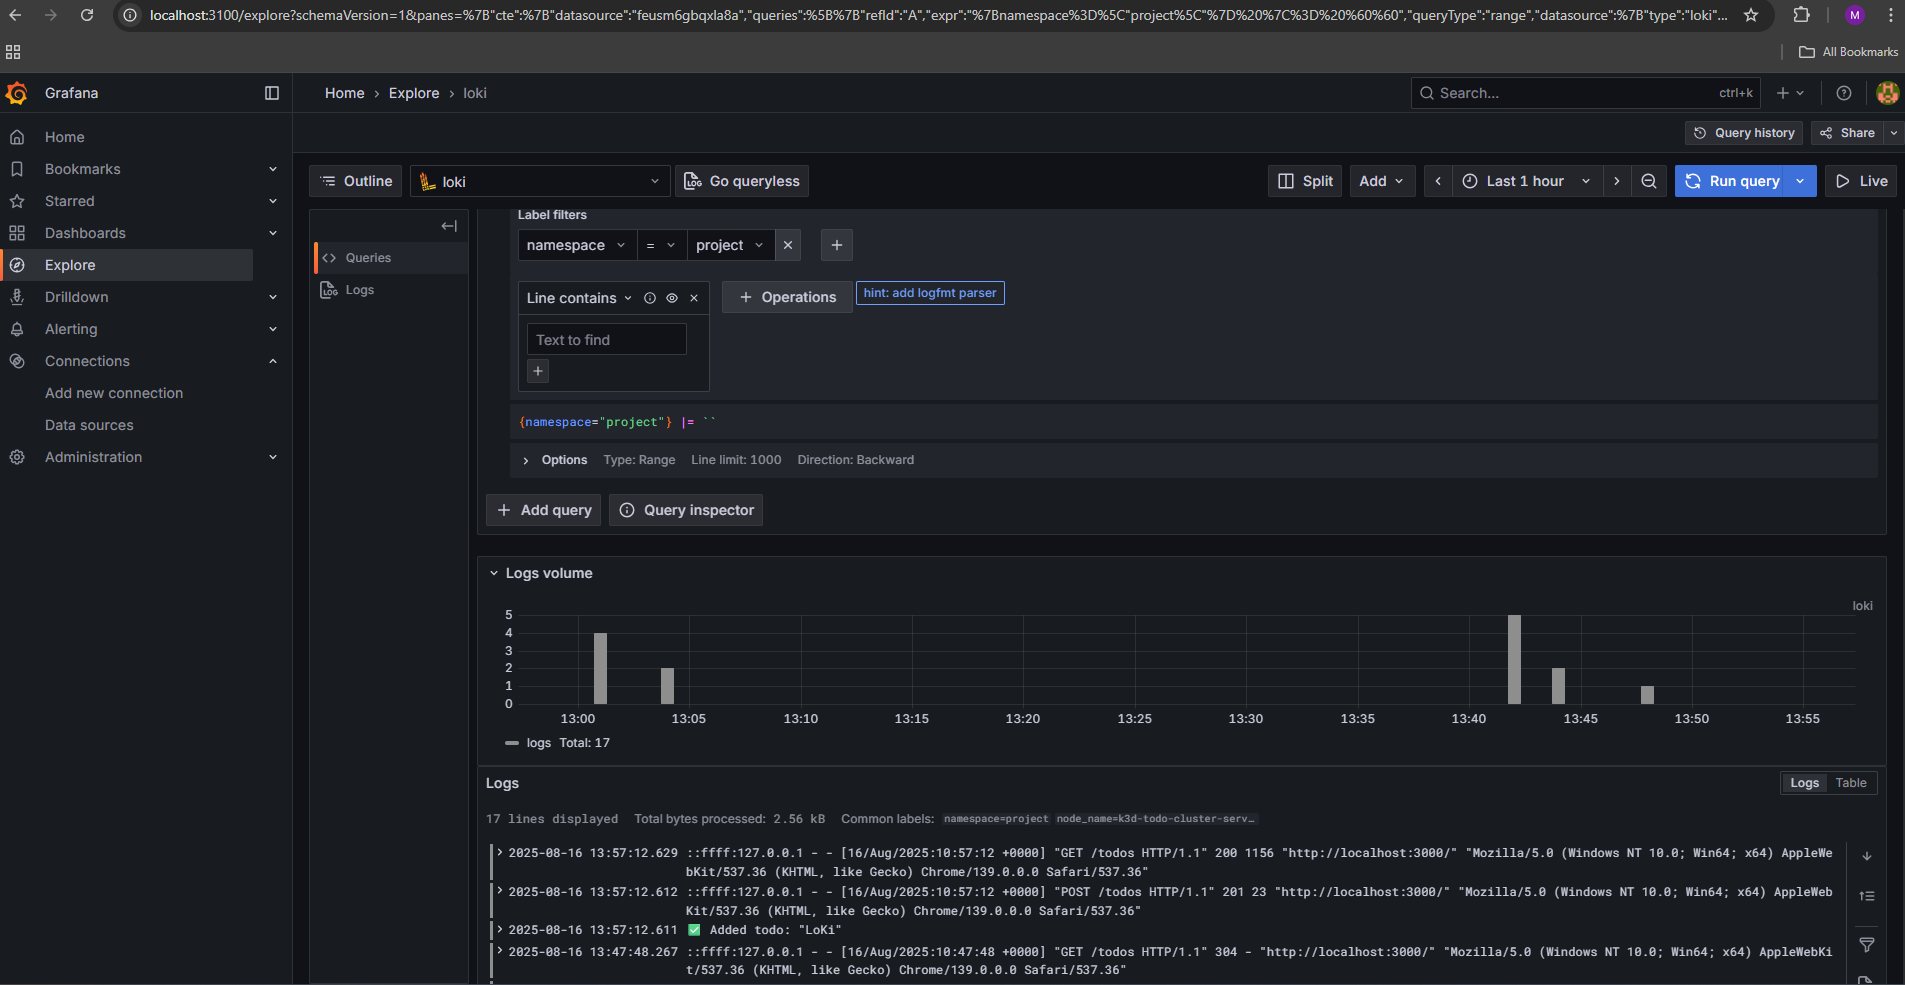 localhost:3100/explore?schemaVersion=1&panes=%7B"cte":%7B"datasource":"feusm6gbqxla8a","queries":%5B%7B"refId":"A","expr":"%7Bnamespace%3D%5C"project%5C"%7D%20%7C%3D%20%60%60","queryType":"range","datasource":%7B"type":"loki"...
M
All Bookmarks
Grafana
Home › Explore › loki
Search...
ctrl+k
Query history
Share
Home
Bookmarks
Starred
Dashboards
Explore
Drilldown
Alerting
Connections
Add new connection
Data sources
Administration
Outline
loki
Go queryless
Split
Add
Last 1 hour
Run query
Live
Queries
Logs
Label filters
namespace
=
project
Line contains
Operations
hint: add logfmt parser
Text to find
{namespace="project"} |= ``
Options Type: Range Line limit: 1000 Direction: Backward
Add query
Query inspector
Logs volume
loki
5
4
3
2
1
0
13:00 13:05 13:10 13:15 13:20 13:25 13:30 13:35 13:40 13:45 13:50 13:55
logs Total: 17
Logs
Logs Table
17 lines displayed Total bytes processed: 2.56 kB Common labels: namespace=project node_name=k3d-todo-cluster-serv…
2025-08-16 13:57:12.629 ::ffff:127.0.0.1 - - [16/Aug/2025:10:57:12 +0000] "GET /todos HTTP/1.1" 200 1156 "http://localhost:3000/" "Mozilla/5.0 (Windows NT 10.0; Win64; x64) AppleWe
bKit/537.36 (KHTML, like Gecko) Chrome/139.0.0.0 Safari/537.36"
2025-08-16 13:57:12.612 ::ffff:127.0.0.1 - - [16/Aug/2025:10:57:12 +0000] "POST /todos HTTP/1.1" 201 23 "http://localhost:3000/" "Mozilla/5.0 (Windows NT 10.0; Win64; x64) AppleWeb
Kit/537.36 (KHTML, like Gecko) Chrome/139.0.0.0 Safari/537.36"
2025-08-16 13:57:12.611 ✅ Added todo: "LoKi"
2025-08-16 13:47:48.267 ::ffff:127.0.0.1 - - [16/Aug/2025:10:47:48 +0000] "GET /todos HTTP/1.1" 304 - "http://localhost:3000/" "Mozilla/5.0 (Windows NT 10.0; Win64; x64) AppleWebKi
t/537.36 (KHTML, like Gecko) Chrome/139.0.0.0 Safari/537.36"